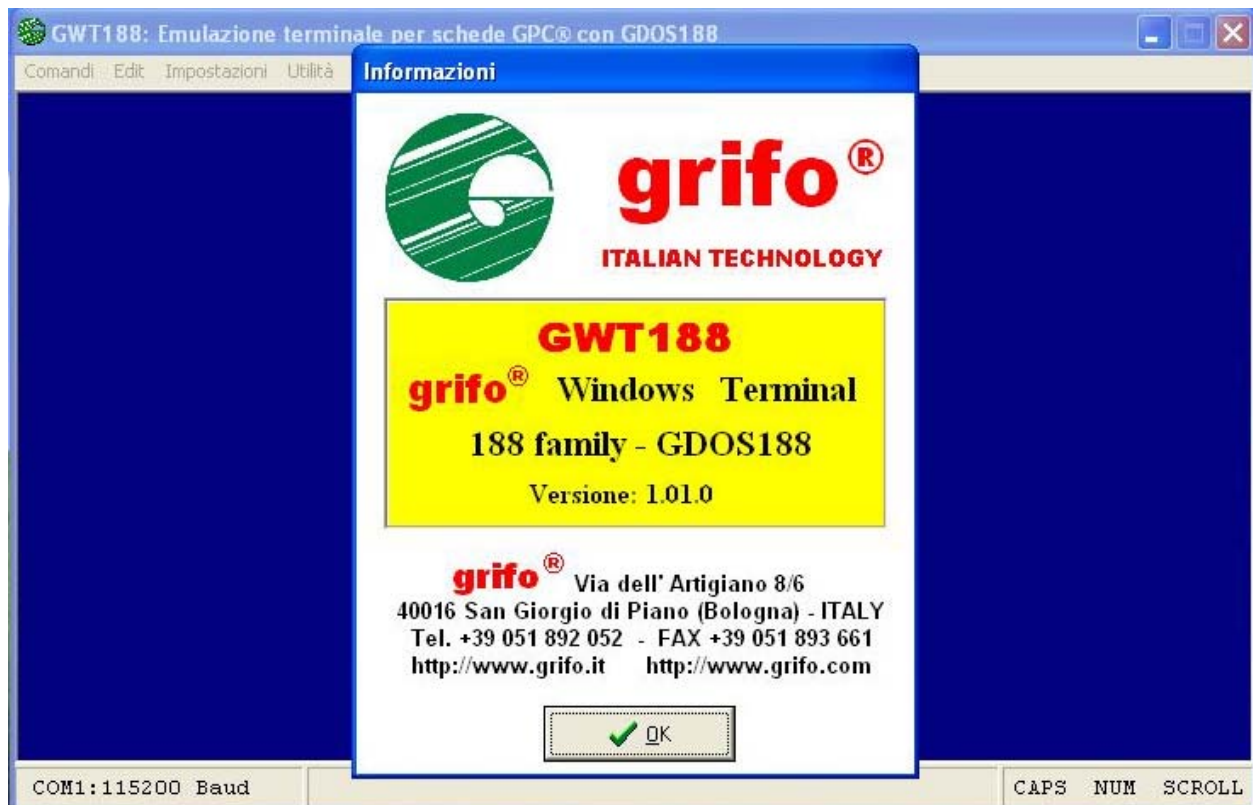 GWT188: Emulazione terminale per schede GPC® con GDOS188
Comandi Edit Impostazioni Utilità
Informazioni
grifo®
ITALIAN TECHNOLOGY
GWT188
grifo® Windows Terminal
188 family - GDOS188
Versione: 1.01.0
grifo® Via dell' Artigiano 8/6
40016 San Giorgio di Piano (Bologna) - ITALY
Tel. +39 051 892 052 - FAX +39 051 893 661
http://www.grifo.it http://www.grifo.com
OK
COM1:115200 Baud CAPS NUM SCROLL